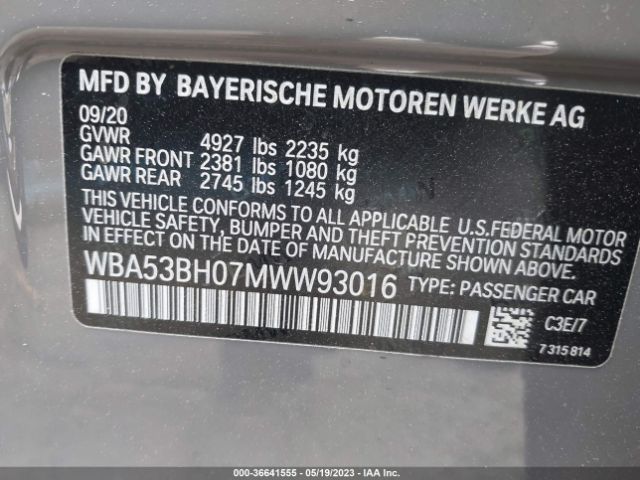 MFD BY BAYERISCHE MOTOREN WERKE AG
09/20
GVWR 4927 lbs 2235 kg
GAWR FRONT 2381 lbs 1080 kg
GAWR REAR 2745 lbs 1245 kg
THIS VEHICLE CONFORMS TO ALL APPLICABLE U.S.FEDERAL MOTOR
VEHICLE SAFETY, BUMPER AND THEFT PREVENTION STANDARDS
IN EFFECT ON THE DATE OF MANUFACTURE SHOWN ABOVE.
WBA53BH07MWW93016 TYPE: PASSENGER CAR
C3E/7
7315814
000-36641555 - 05/19/2023 - IAA Inc.